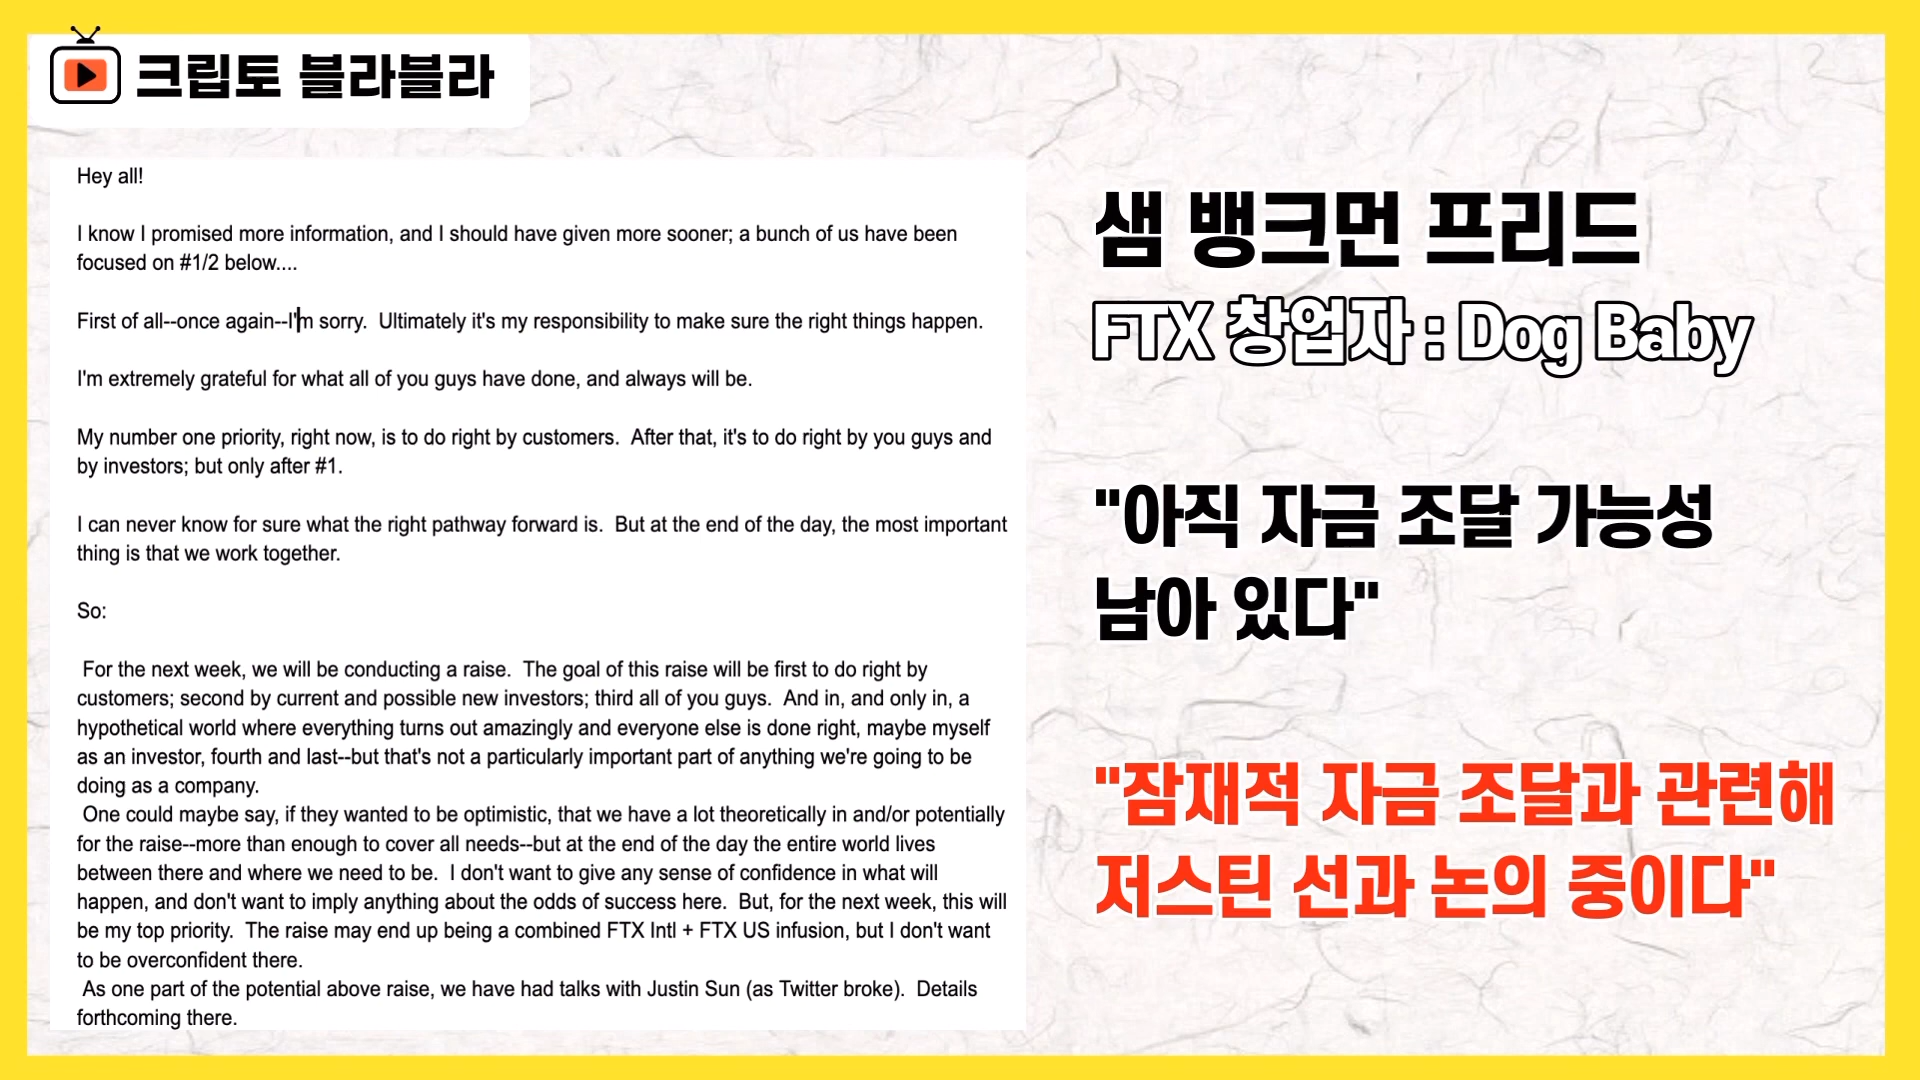 크립토 블라블라
Hey all!
I know I promised more information, and I should have given more sooner; a bunch of us have been
focused on #1/2 below....
First of all--once again--I'm sorry.  Ultimately it's my responsibility to make sure the right things happen.
I'm extremely grateful for what all of you guys have done, and always will be.
My number one priority, right now, is to do right by customers.  After that, it's to do right by you guys and
by investors; but only after #1.
I can never know for sure what the right pathway forward is.  But at the end of the day, the most important
thing is that we work together.
So:
For the next week, we will be conducting a raise.  The goal of this raise will be first to do right by
customers; second by current and possible new investors; third all of you guys.  And in, and only in, a
hypothetical world where everything turns out amazingly and everyone else is done right, maybe myself
as an investor, fourth and last--but that's not a particularly important part of anything we're going to be
doing as a company.
One could maybe say, if they wanted to be optimistic, that we have a lot theoretically in and/or potentially
for the raise--more than enough to cover all needs--but at the end of the day the entire world lives
between there and where we need to be.  I don't want to give any sense of confidence in what will
happen, and don't want to imply anything about the odds of success here.  But, for the next week, this will
be my top priority.  The raise may end up being a combined FTX Intl + FTX US infusion, but I don't want
to be overconfident there.
As one part of the potential above raise, we have had talks with Justin Sun (as Twitter broke).  Details
forthcoming there.
샘 뱅크먼 프리드
FTX 창업자 : Dog Baby
"아직 자금 조달 가능성
남아 있다"
"잠재적 자금 조달과 관련해
저스틴 선과 논의 중이다"